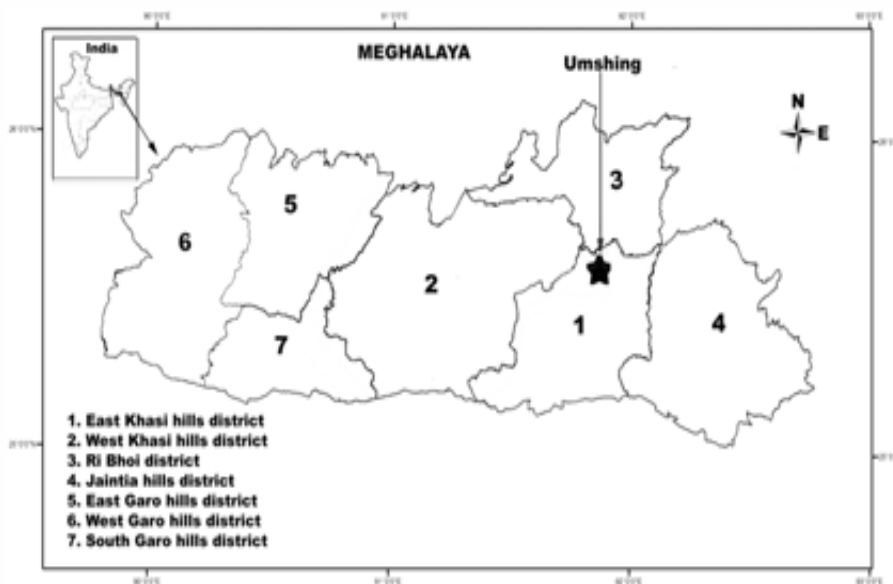 India
MEGHALAYA
Umshing
N
E
3
5
6
2
1
4
7
1. East Khasi hills district
2. West Khasi hills district
3. Ri Bhoi district
4. Jaintia hills district
5. East Garo hills district
6. West Garo hills district
7. South Garo hills district